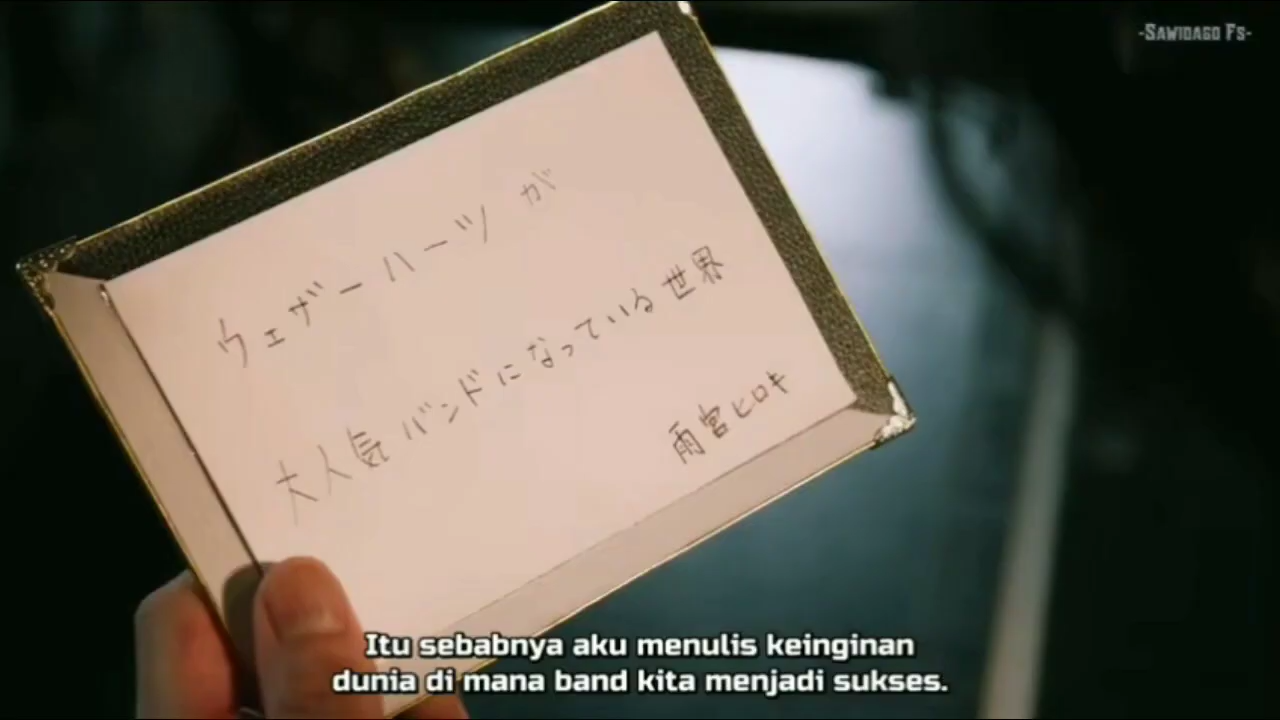 -SAWIDAGO FS-
ウェザーハーツが
大人気バンドになっている世界
雨宮ヒロキ
Itu sebabnya aku menulis keinginan
dunia di mana band kita menjadi sukses.